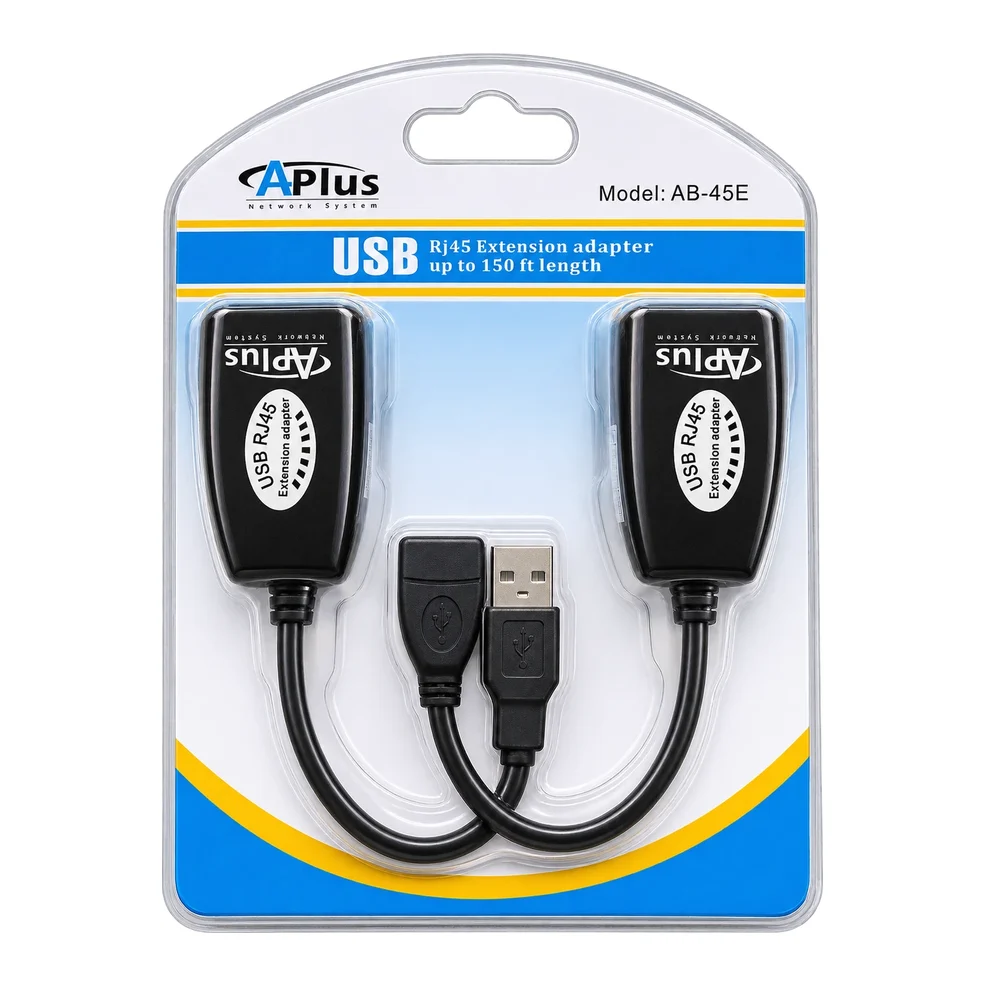 APlus
Network System
Model: AB-45E
USB Rj45 Extension adapter
up to 150 ft length
Network System
APlus
USB RJ45
Extension adapter
Network System
APlus
USB RJ45
Extension adapter